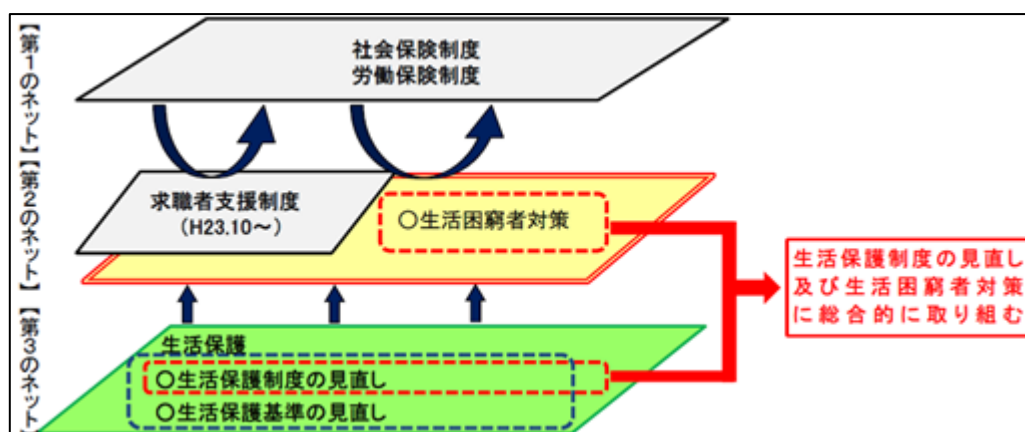 【第1のネット】
社会保険制度
労働保険制度
【第2のネット】
求職者支援制度
（H23.10～）
○生活困窮者対策
【第3のネット】
生活保護
○生活保護制度の見直し
○生活保護基準の見直し
生活保護制度の見直し
及び生活困窮者対策
に総合的に取り組む